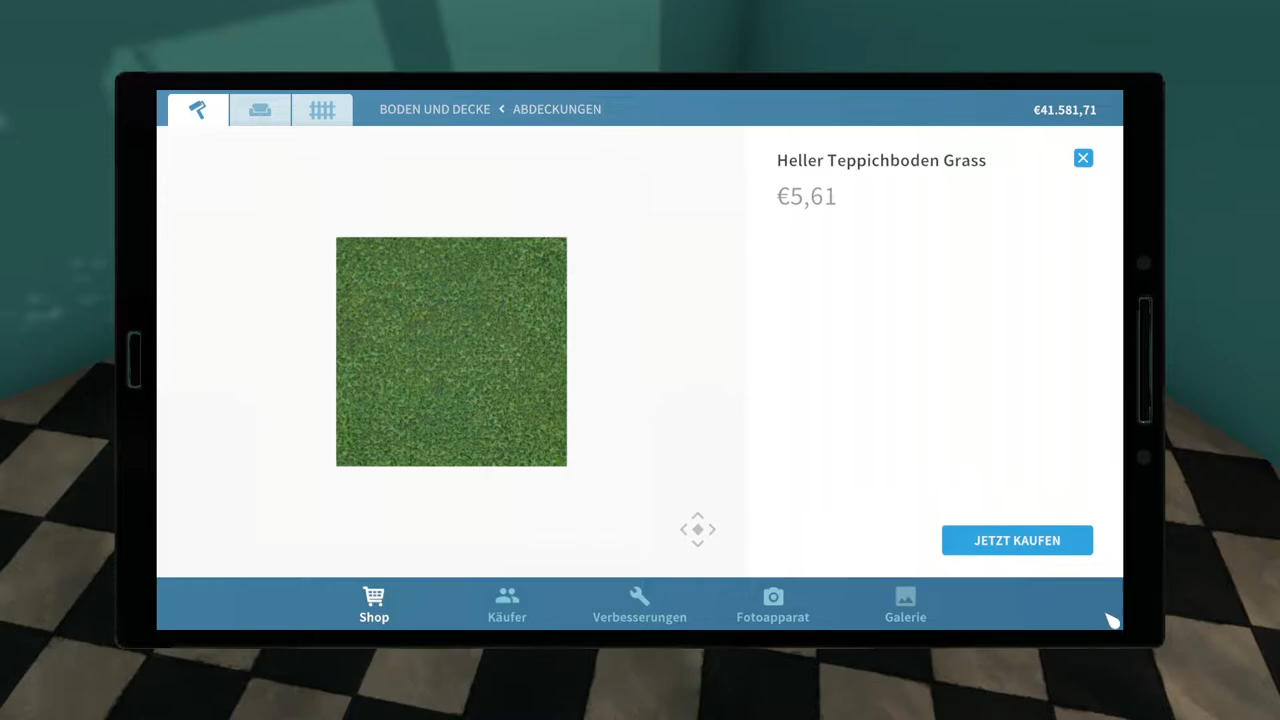 BODEN UND DECKE < ABDECKUNGEN
€41.581,71
Heller Teppichboden Grass
€5,61
JETZT KAUFEN
Shop
Käufer
Verbesserungen
Fotoapparat
Galerie